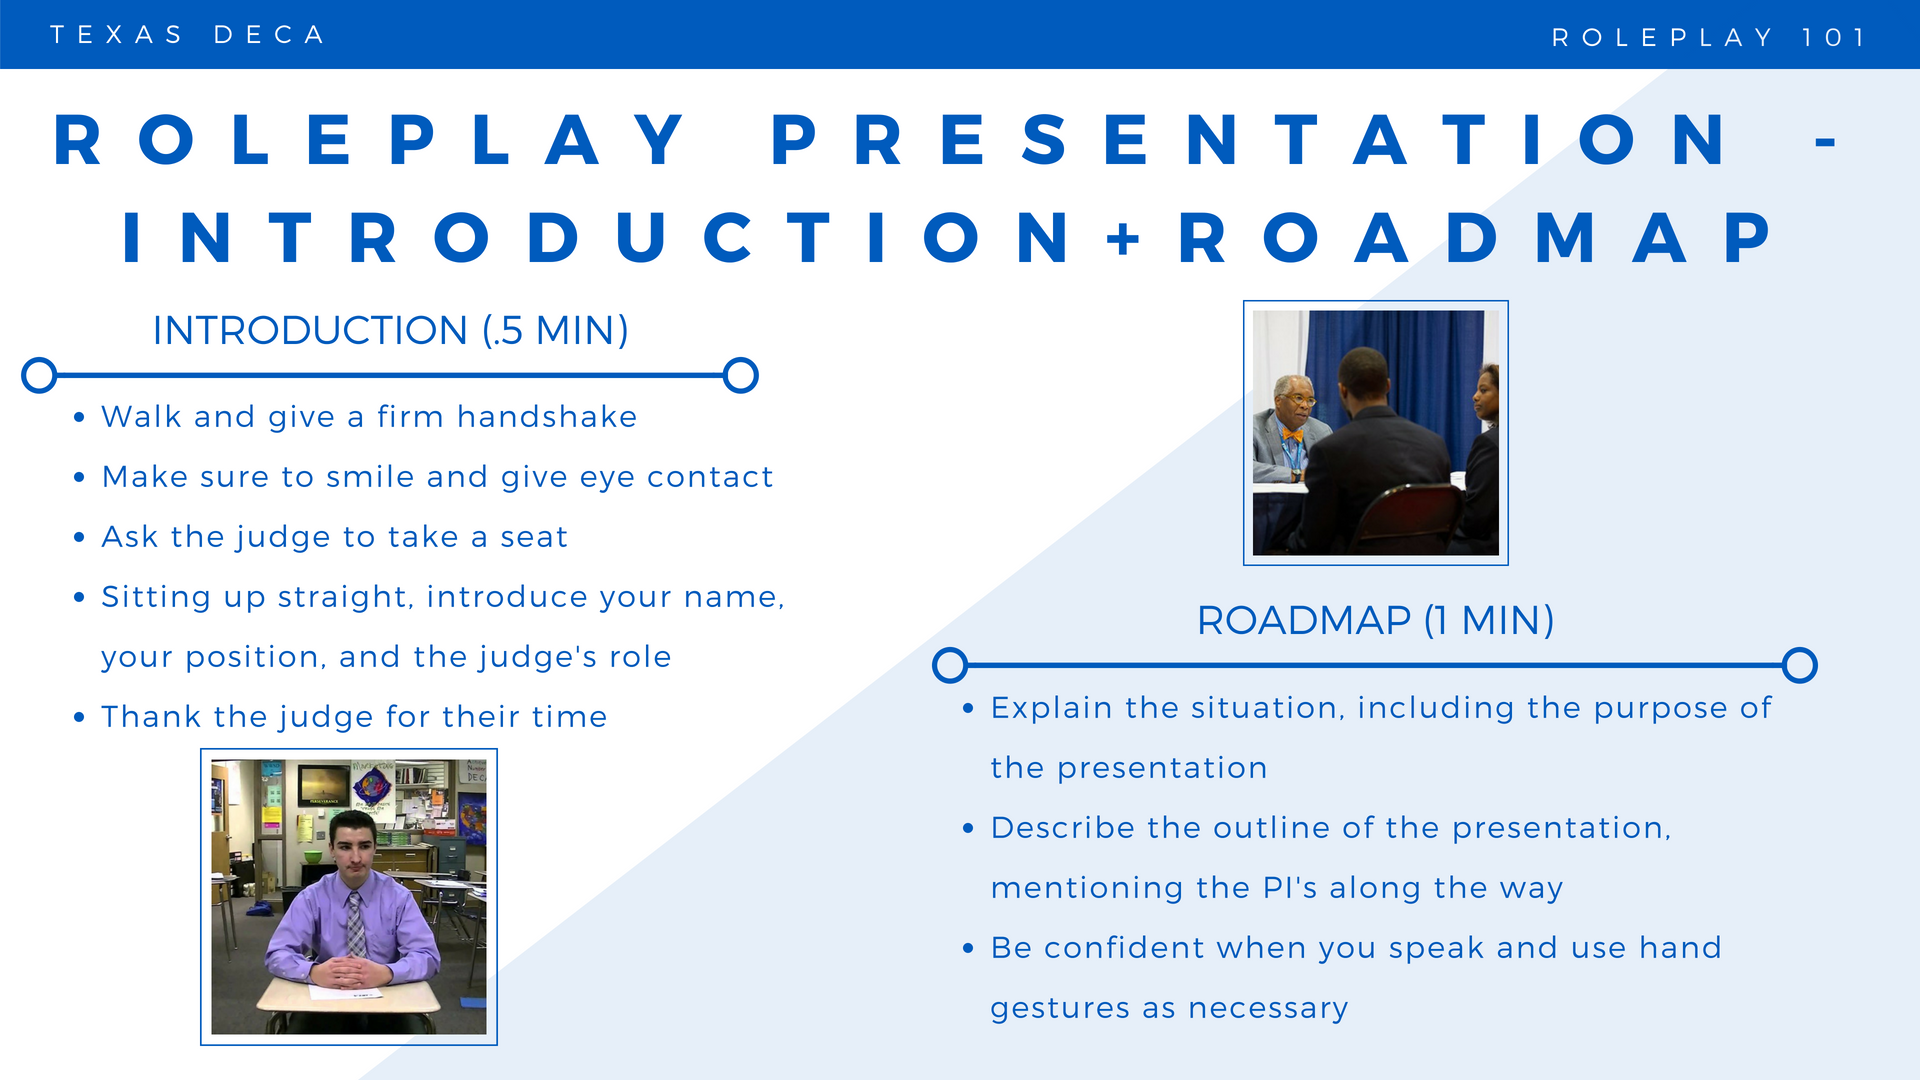 TEXAS DECA
ROLEPLAY 101
ROLEPLAY PRESENTATION -
INTRODUCTION+ROADMAP
INTRODUCTION (.5 MIN)
• Walk and give a firm handshake
• Make sure to smile and give eye contact
• Ask the judge to take a seat
• Sitting up straight, introduce your name,
your position, and the judge's role
• Thank the judge for their time
PERSEVERANCE
ROADMAP (1 MIN)
• Explain the situation, including the purpose of
the presentation
• Describe the outline of the presentation,
mentioning the PI's along the way
• Be confident when you speak and use hand
gestures as necessary